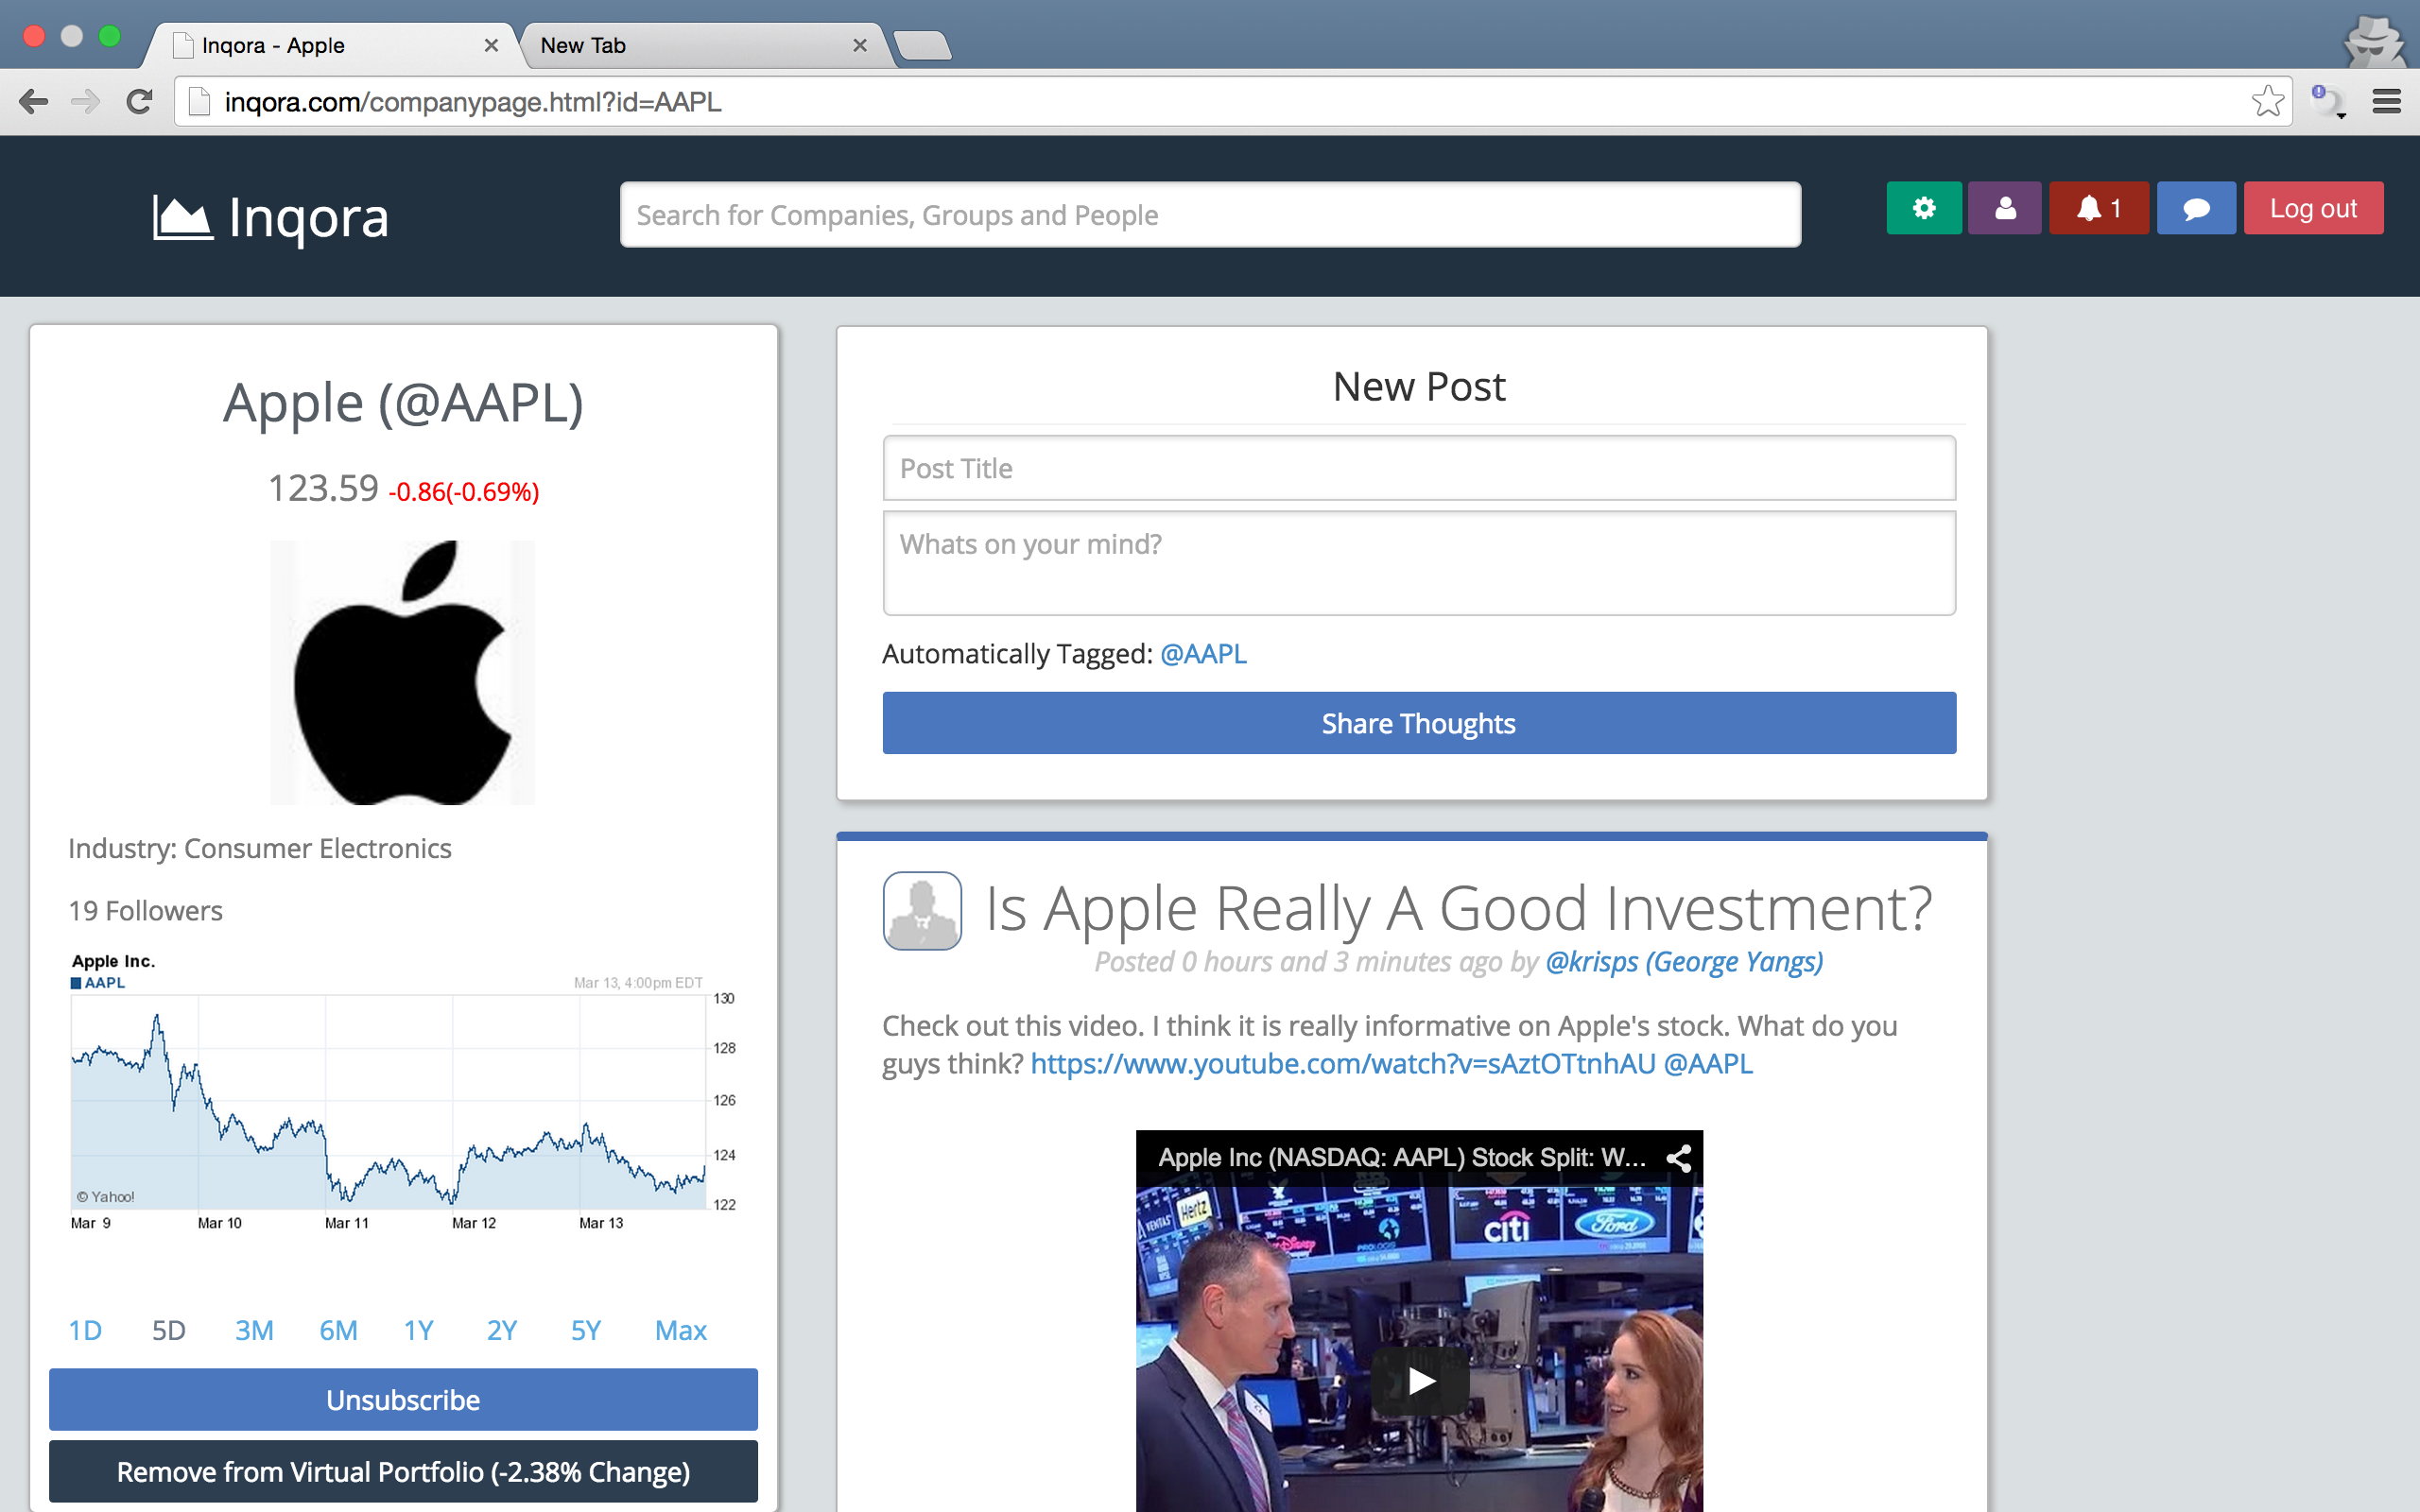 Inqora - Apple
New Tab
inqora.com/companypage.html?id=AAPL
Inqora
Search for Companies, Groups and People
1
Log out
Apple (@AAPL)
123.59 -0.86(-0.69%)
Industry: Consumer Electronics
19 Followers
Apple Inc.
AAPL
Mar 13, 4:00pm EDT
130
128
126
124
122
© Yahoo!
Mar 9 Mar 10 Mar 11 Mar 12 Mar 13
1D 5D 3M 6M 1Y 2Y 5Y Max
Unsubscribe
Remove from Virtual Portfolio (-2.38% Change)
New Post
Post Title
Whats on your mind?
Automatically Tagged: @AAPL
Share Thoughts
Is Apple Really A Good Investment?
Posted 0 hours and 3 minutes ago by @krisps (George Yangs)
Check out this video. I think it is really informative on Apple's stock. What do you
guys think? https://www.youtube.com/watch?v=sAztOTtnhAU @AAPL
Apple Inc (NASDAQ: AAPL) Stock Split: W...
VENTAS
Hertz
Disney
PROLOGIS
citi
Ford